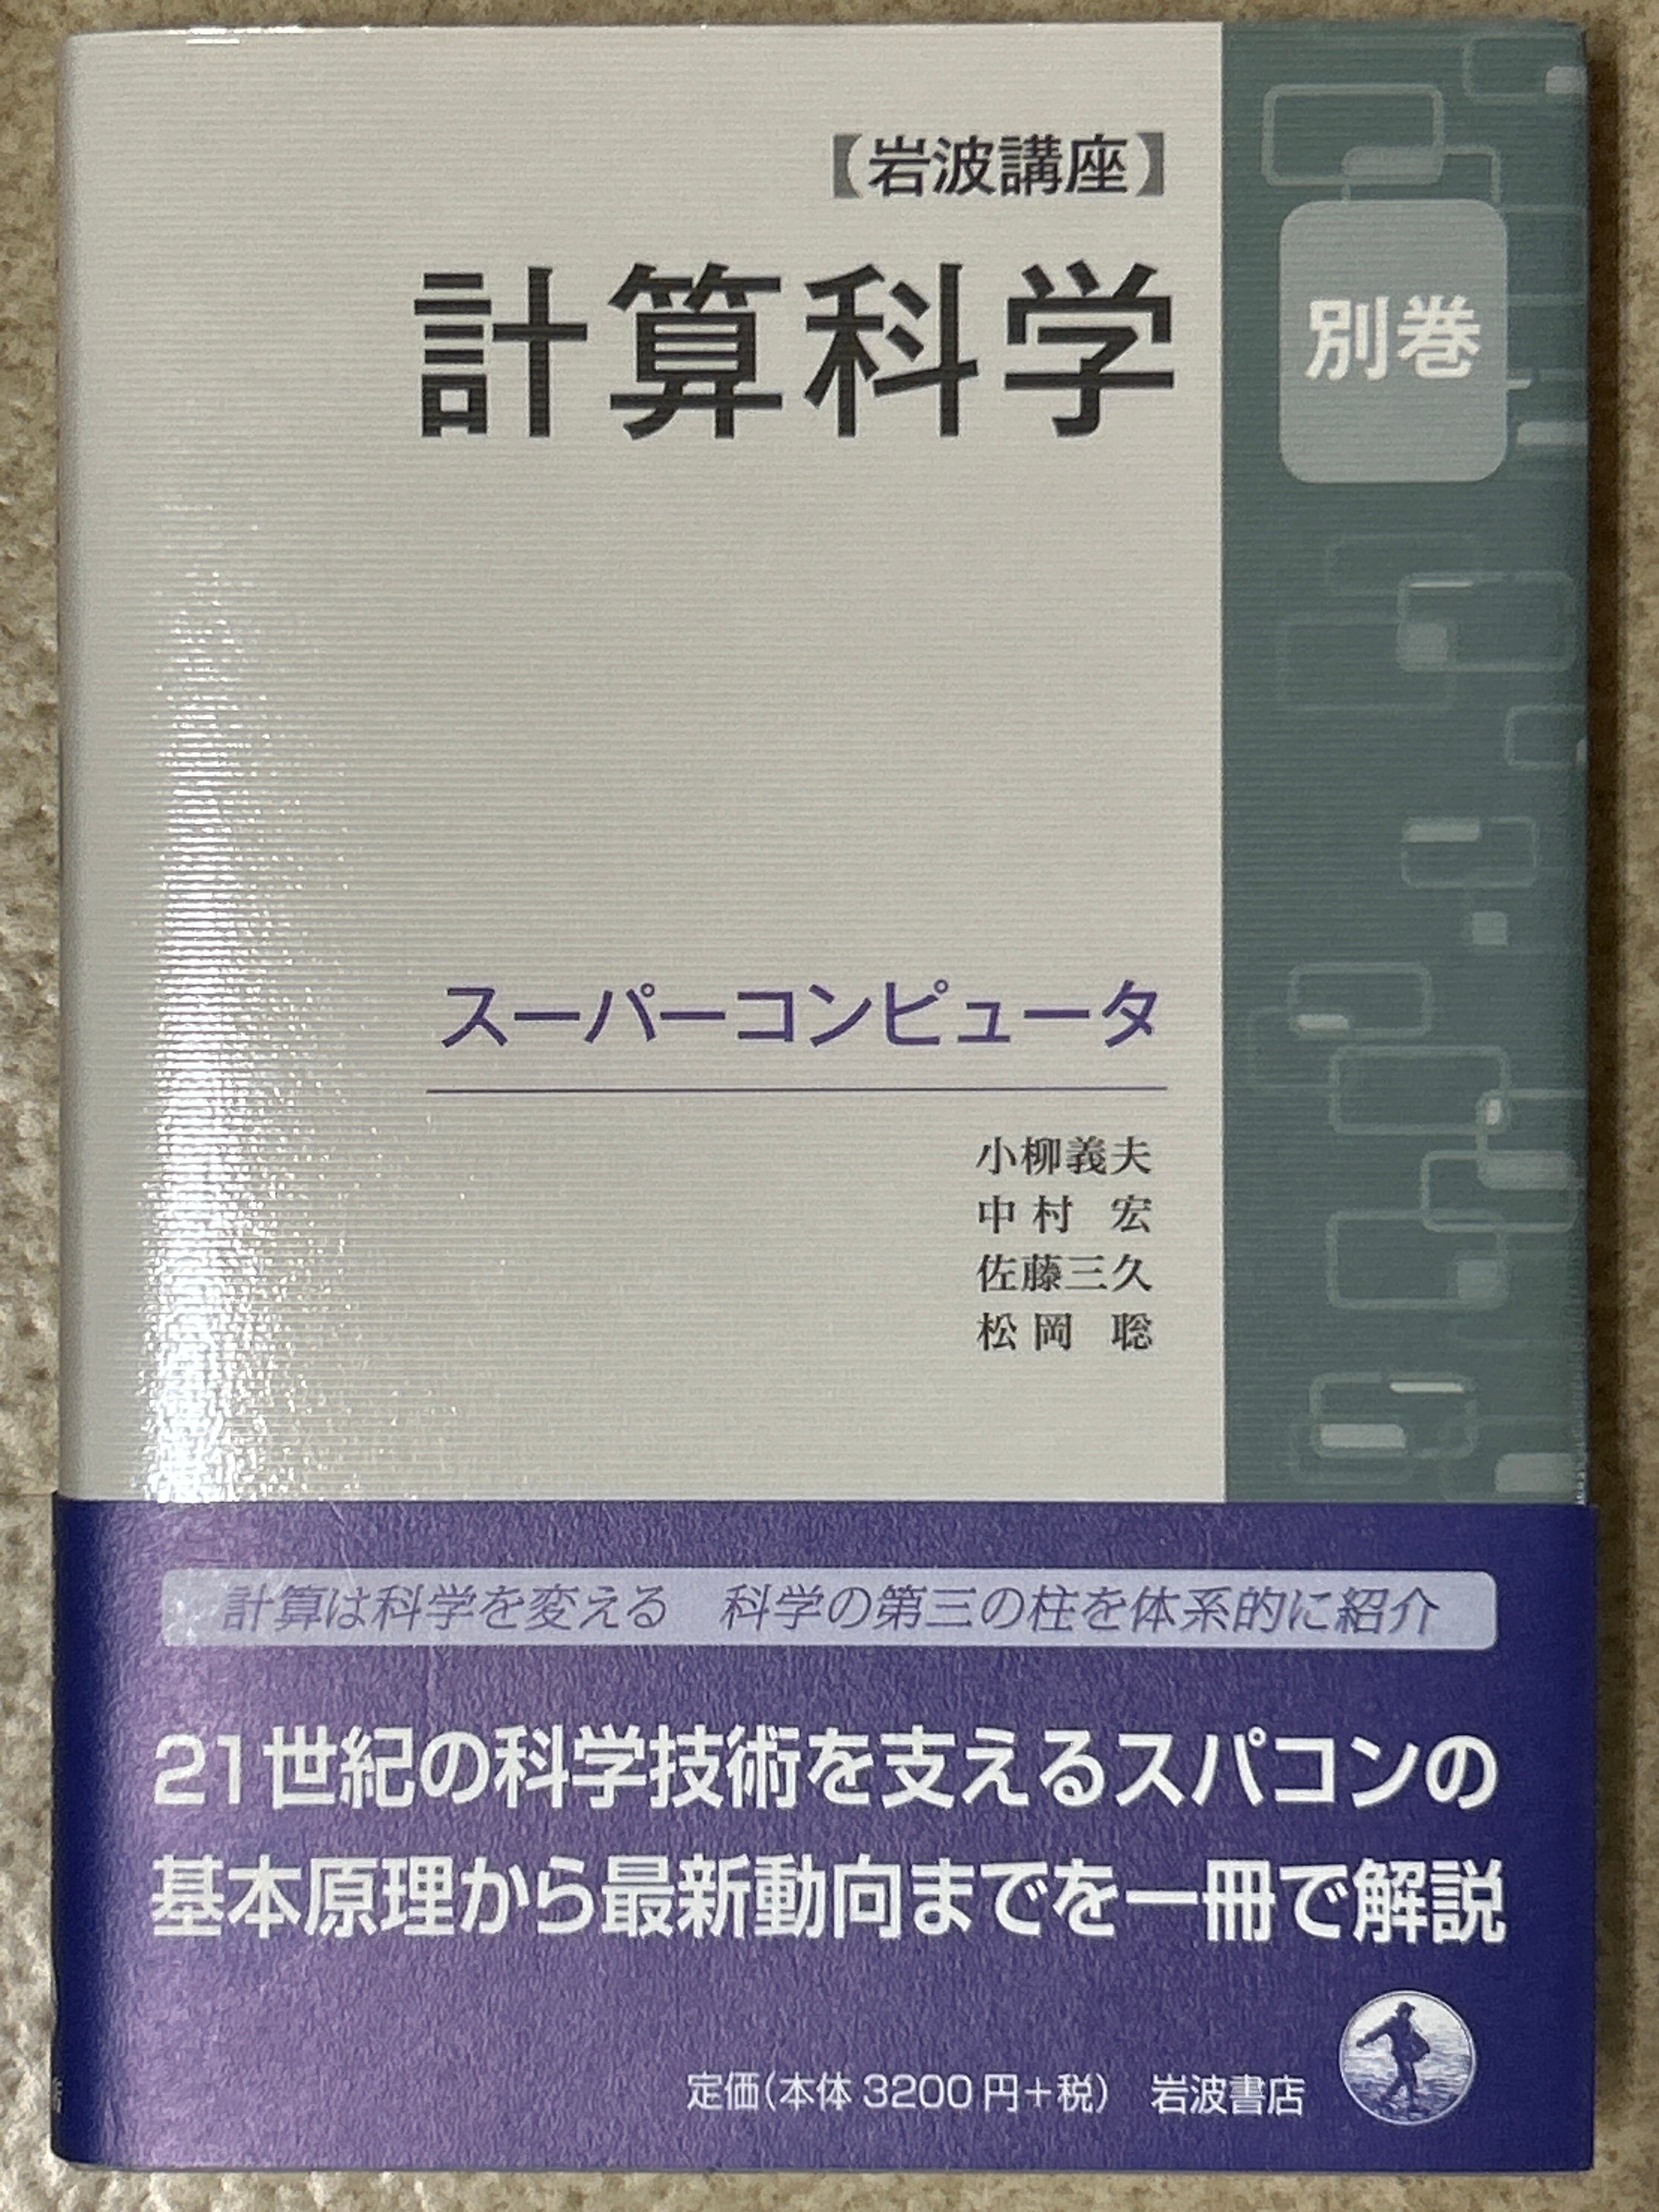 【岩波講座】
計算科学
別巻
スーパーコンピュータ
小柳義夫
中村 宏
佐藤三久
松岡 聡
計算は科学を変える 科学の第三の柱を体系的に紹介
21世紀の科学技術を支えるスパコンの
基本原理から最新動向までを一冊で解説
定価(本体3200円+税) 岩波書店